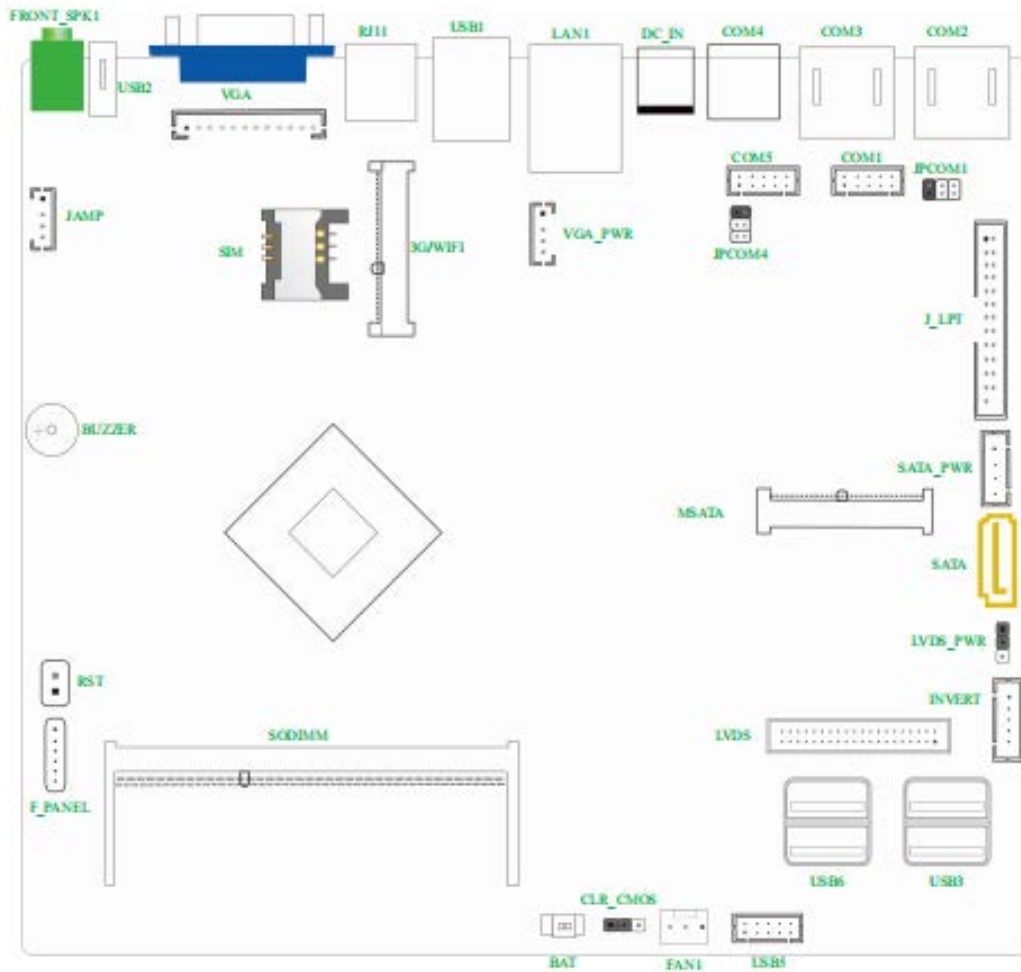 FRONT_SPK1
USB2
VGA
RJ11
USB1
LAN1
DC_IN
COM4
COM3
COM2
COM5
COM1
JPCOM1
JAMP
SIM
3G/WIFI
VGA_PWR
JPCOM4
J_LPT
BUZZER
SATA_PWR
MSATA
SATA
LVDS_PWR
RST
INVERT
SODIMM
LVDS
F_PANEL
USB6
USB3
CLR_CMOS
BAT
FAN1
USB5